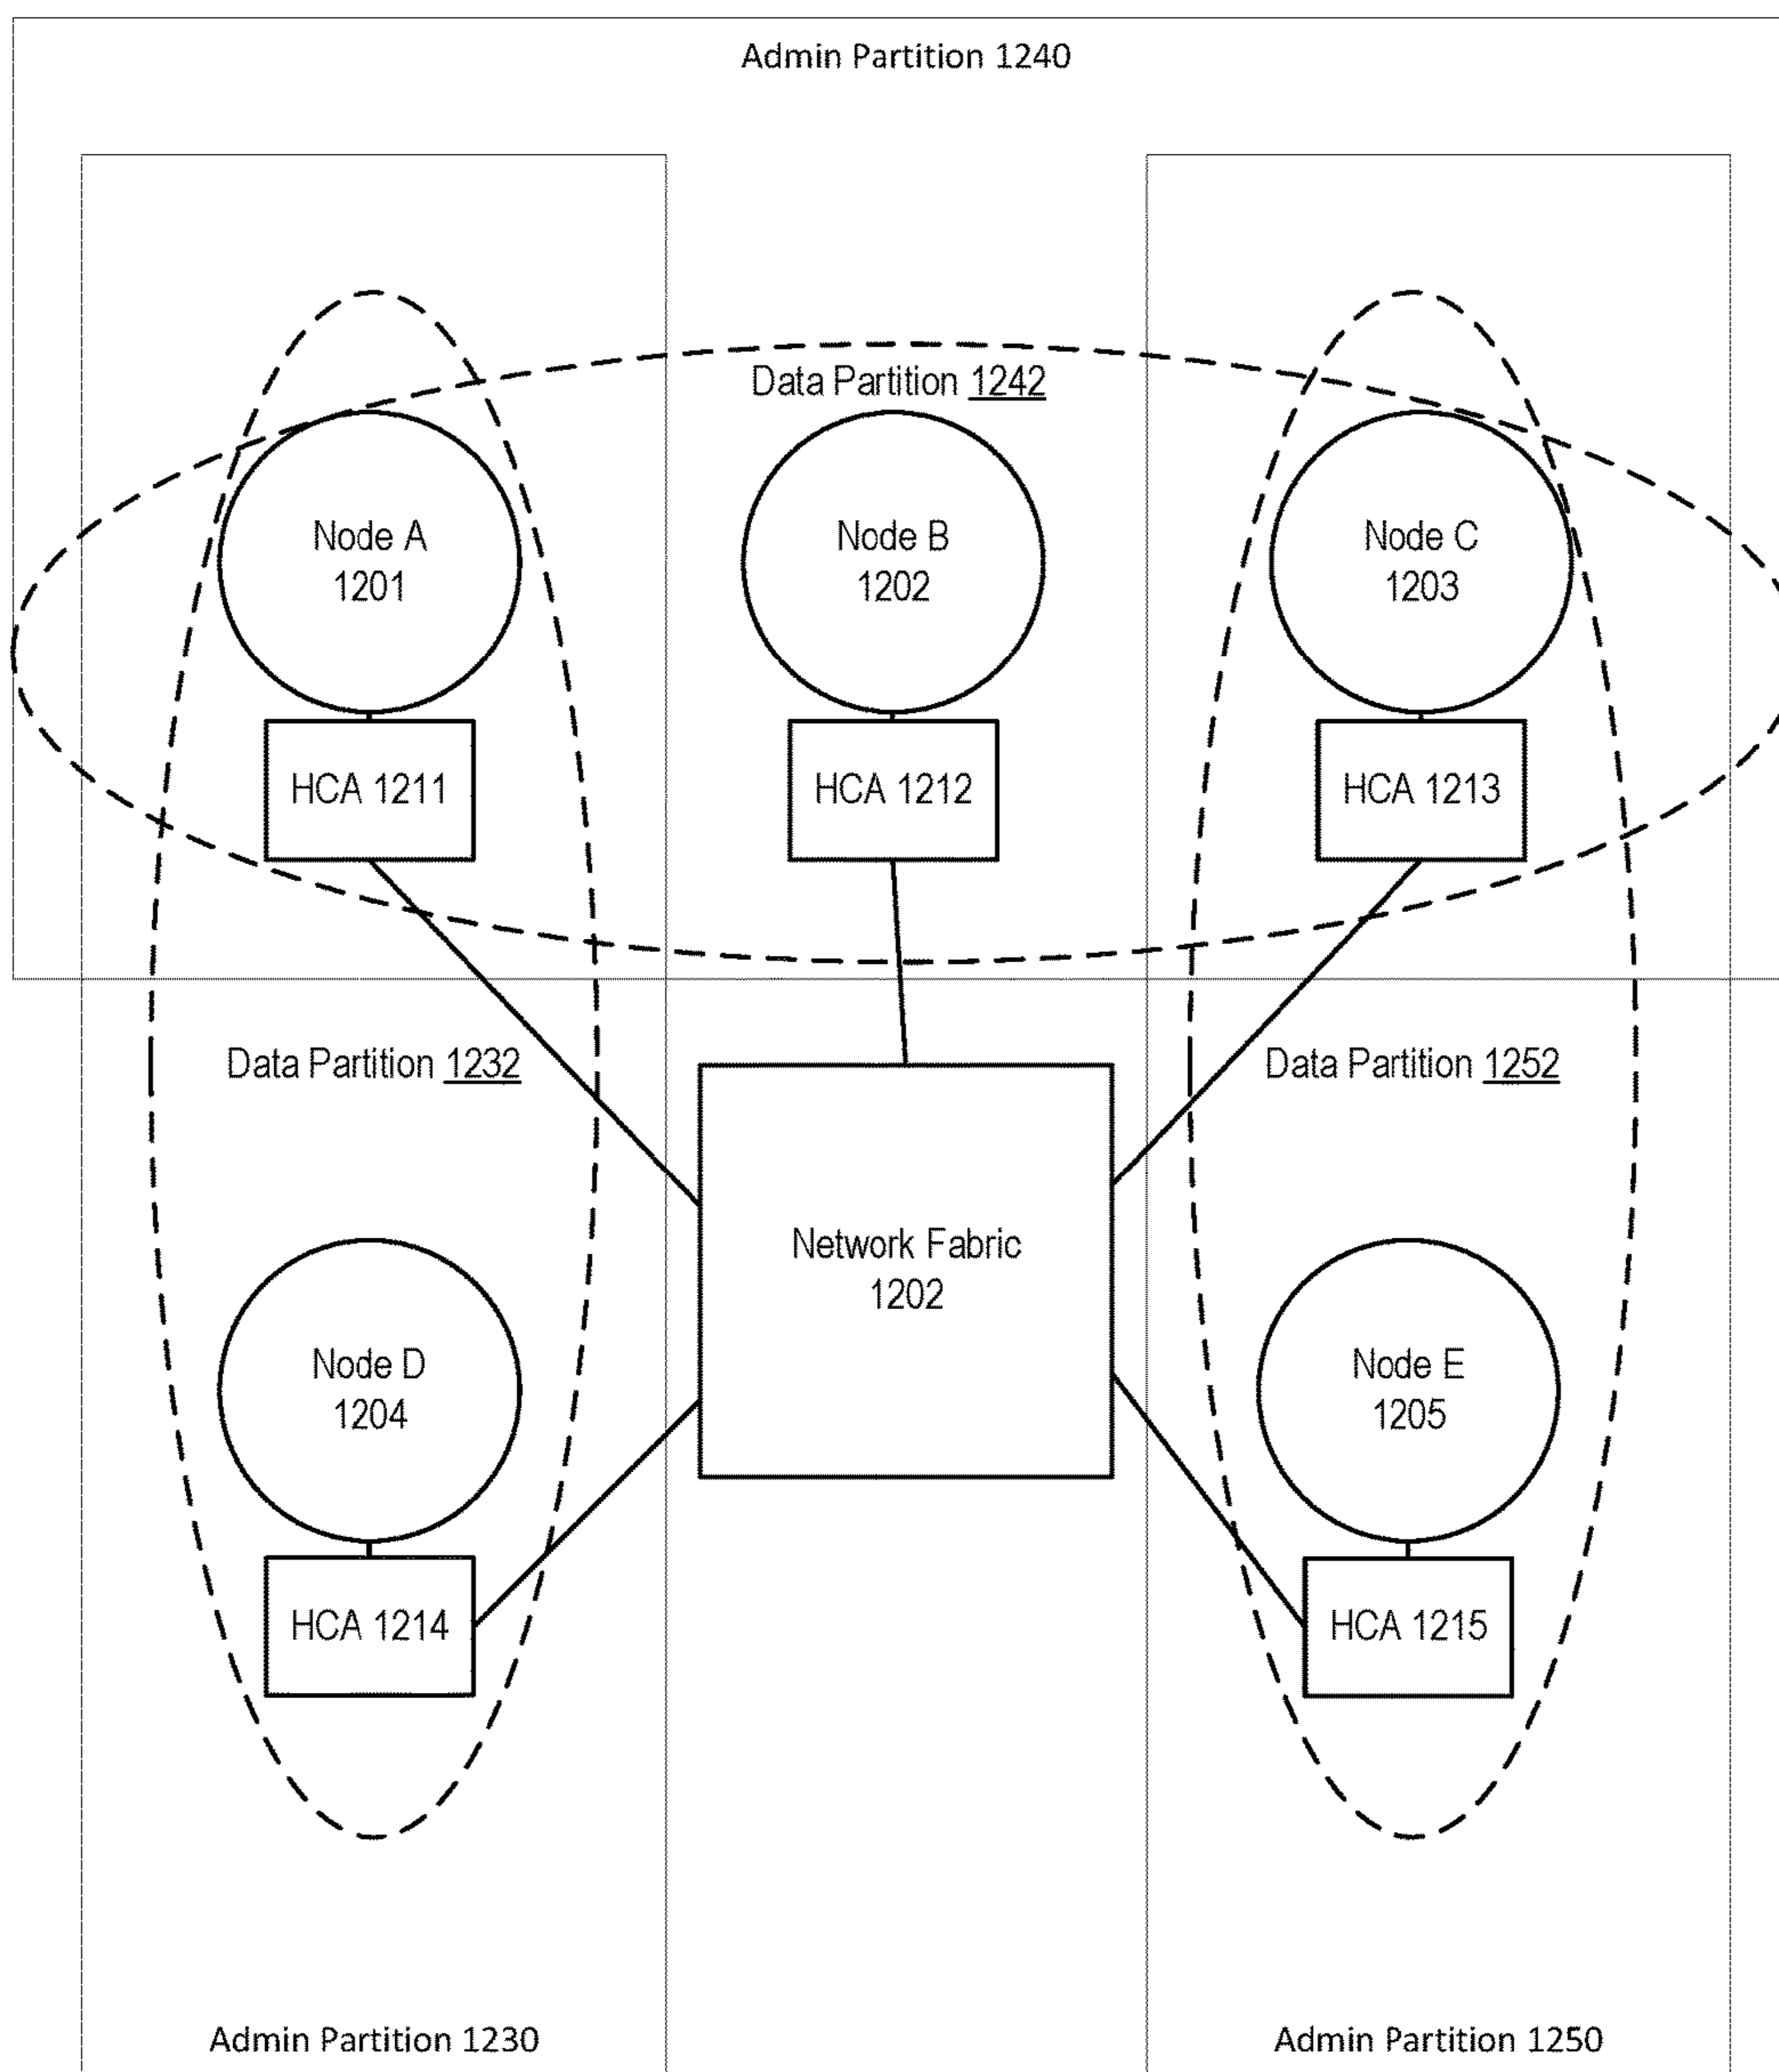 Admin Partition 1240
Data Partition 1242
Node A
1201
Node B
1202
Node C
1203
HCA 1211
HCA 1212
HCA 1213
Data Partition 1232
Data Partition 1252
Network Fabric
1202
Node D
1204
Node E
1205
HCA 1214
HCA 1215
Admin Partition 1230
Admin Partition 1250